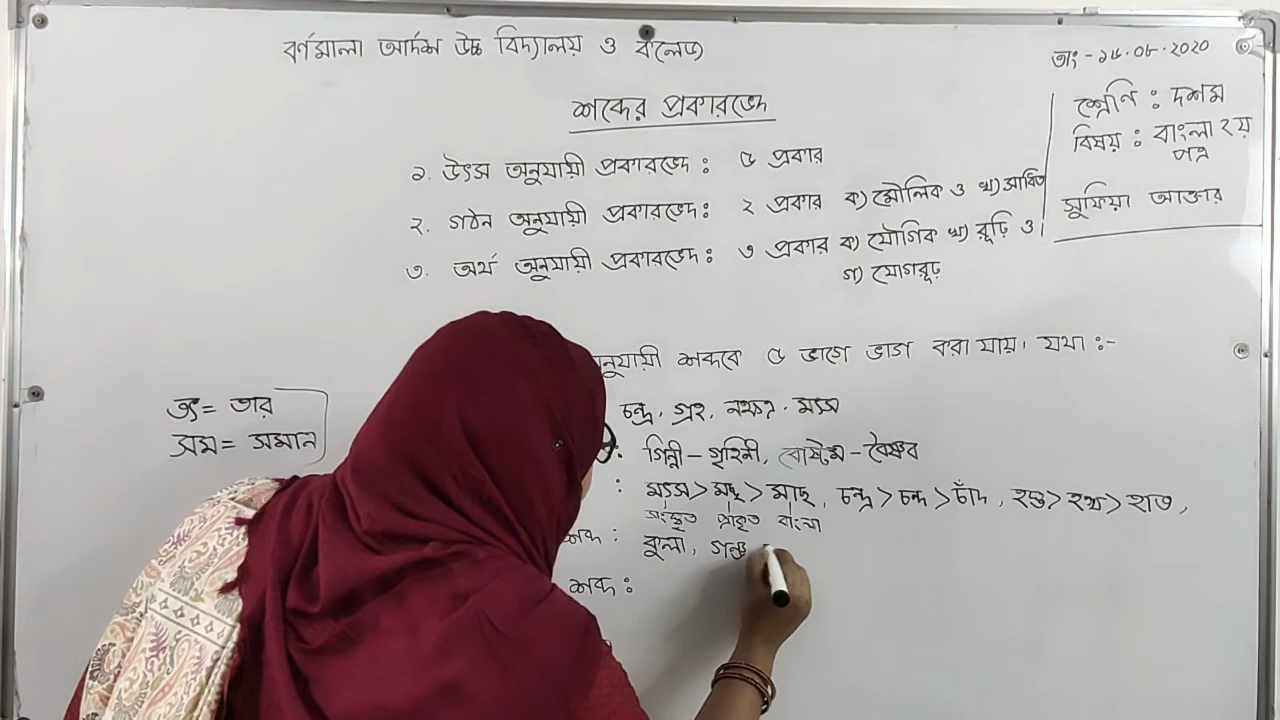 বর্ণমালা আর্দশ উচ্চ বিদ্যালয় ও কলেজ
তাং -১৫.০৮.২০২০
শ্রেণি : দশম
বিষয় : বাংলা ২য়
পত্র
সুফিয়া আক্তার
শব্দের প্রকারভেদ
১. উৎস অনুযায়ী প্রকারভেদ : ৫ প্রকার
২. গঠন অনুযায়ী প্রকারভেদ : ২ প্রকার ক) মৌলিক ও খ) সাধিত
৩. অর্থ অনুযায়ী প্রকারভেদ : ৩ প্রকার ক) যৌগিক খ) রূঢ়ি ও
গ) যোগরূঢ়
নুযায়ী শব্দকে ৫ ভাগে ভাগ করা যায়। যথা :-
তৎ = তার
সম = সমান
চন্দ্র, গ্রহ, নক্ষত্র, মৎস
: গিন্নী - গৃহিনী, বোষ্টম - বৈষ্ণব
: মৎস > মচ্ছ > মাছ, চন্দ্র > চন্দ > চাঁদ, হস্ত > হত্থ > হাত,
সংস্কৃত প্রাকৃত বাংলা
শব্দ : কুলা, গঞ্জ
শব্দ :